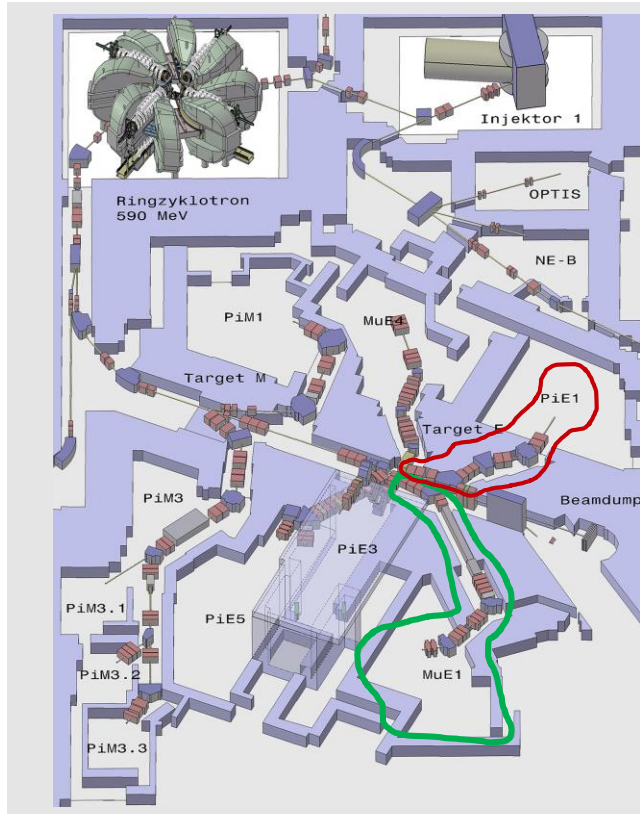 Injektor 1
Ringzyklotron
590 MeV
OPTIS
NE-B
PiM1
MuE4
Target M
Target E
PiE1
PiM3
Beamdump
PiE3
PiM3.1
PiE5
PiM3.2
MuE1
PiM3.3